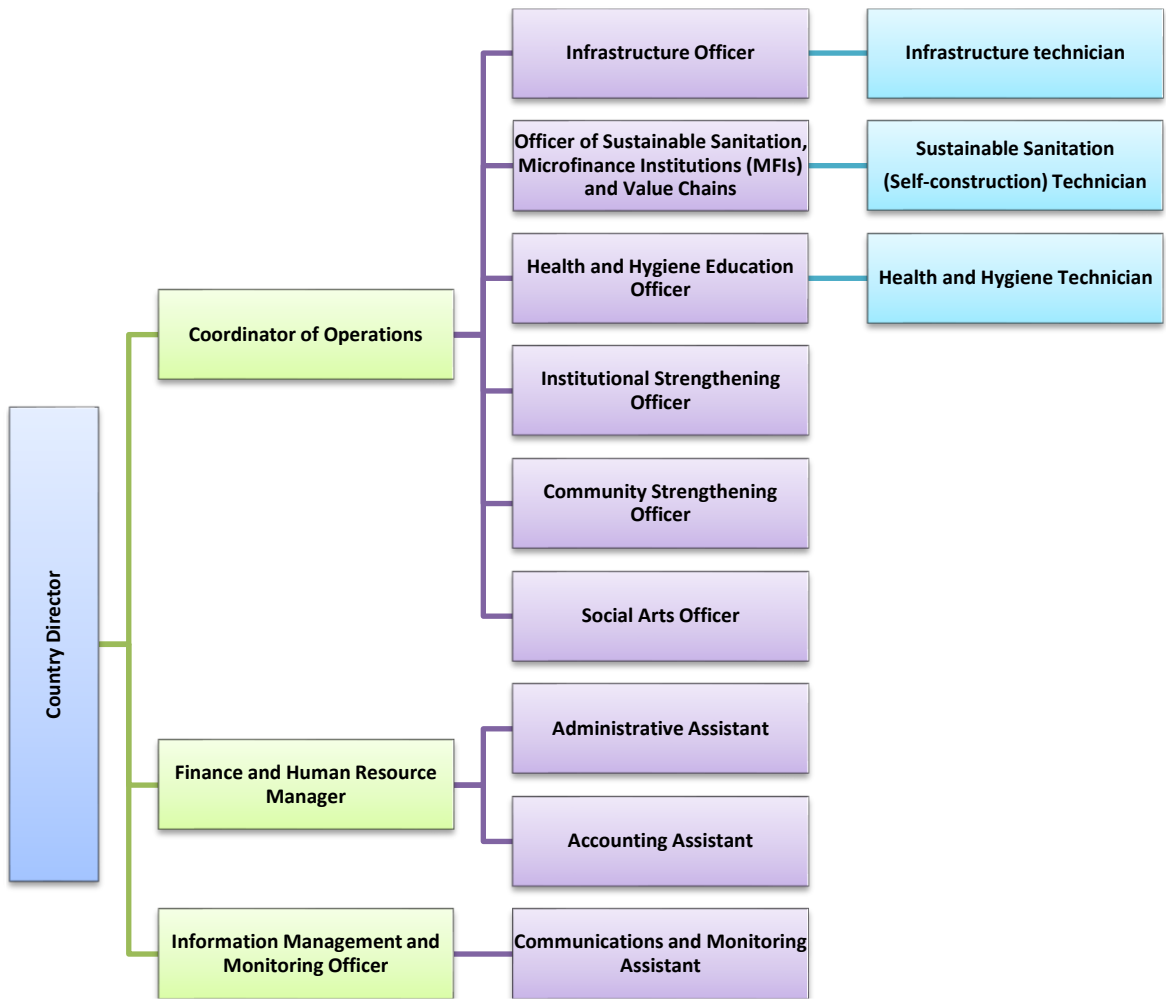 Infrastructure Officer
Infrastructure technician
Officer of Sustainable Sanitation,
Microfinance Institutions (MFIs)
and Value Chains
Sustainable Sanitation
(Self-construction) Technician
Health and Hygiene Education
Officer
Health and Hygiene Technician
Coordinator of Operations
Institutional Strengthening
Officer
Community Strengthening
Officer
Social Arts Officer
Country Director
Administrative Assistant
Finance and Human Resource
Manager
Accounting Assistant
Information Management and
Monitoring Officer
Communications and Monitoring
Assistant